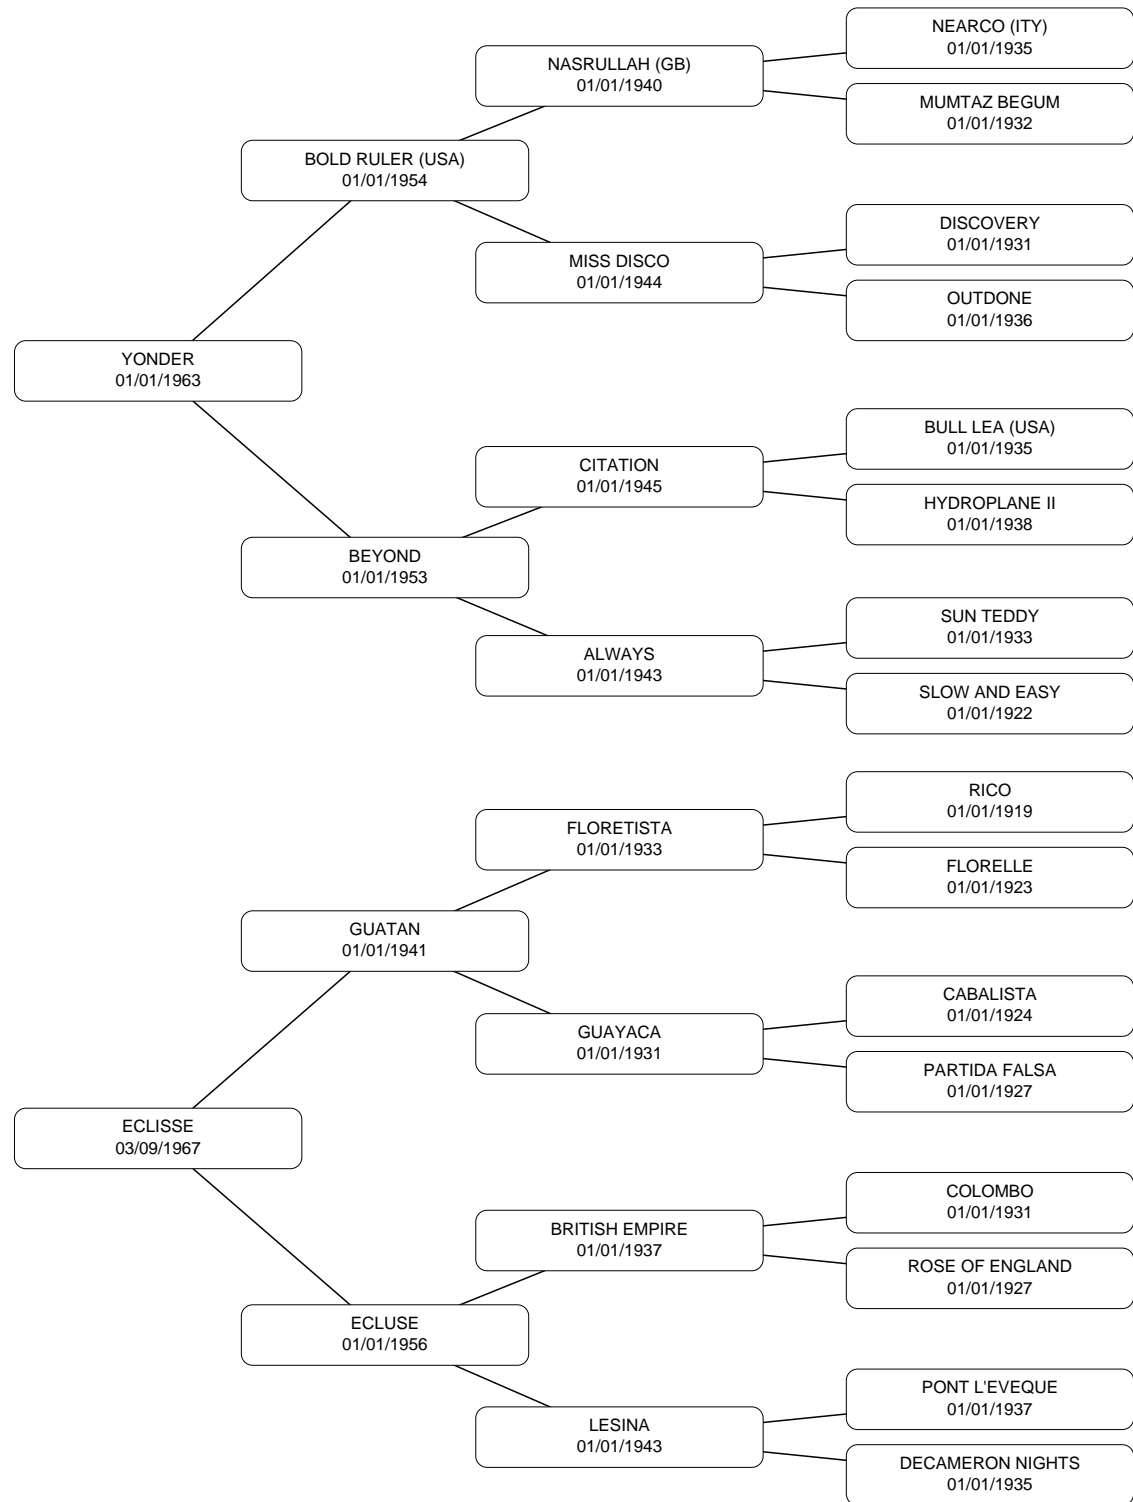 NEARCO (ITY)
01/01/1935
NASRULLAH (GB)
01/01/1940
MUMTAZ BEGUM
01/01/1932
BOLD RULER (USA)
01/01/1954
DISCOVERY
01/01/1931
MISS DISCO
01/01/1944
OUTDONE
01/01/1936
YONDER
01/01/1963
BULL LEA (USA)
01/01/1935
CITATION
01/01/1945
HYDROPLANE II
01/01/1938
BEYOND
01/01/1953
SUN TEDDY
01/01/1933
ALWAYS
01/01/1943
SLOW AND EASY
01/01/1922
RICO
01/01/1919
FLORETISTA
01/01/1933
FLORELLE
01/01/1923
GUATAN
01/01/1941
CABALISTA
01/01/1924
GUAYACA
01/01/1931
PARTIDA FALSA
01/01/1927
ECLISSE
03/09/1967
COLOMBO
01/01/1931
BRITISH EMPIRE
01/01/1937
ROSE OF ENGLAND
01/01/1927
ECLUSE
01/01/1956
PONT L'EVEQUE
01/01/1937
LESINA
01/01/1943
DECAMERON NIGHTS
01/01/1935